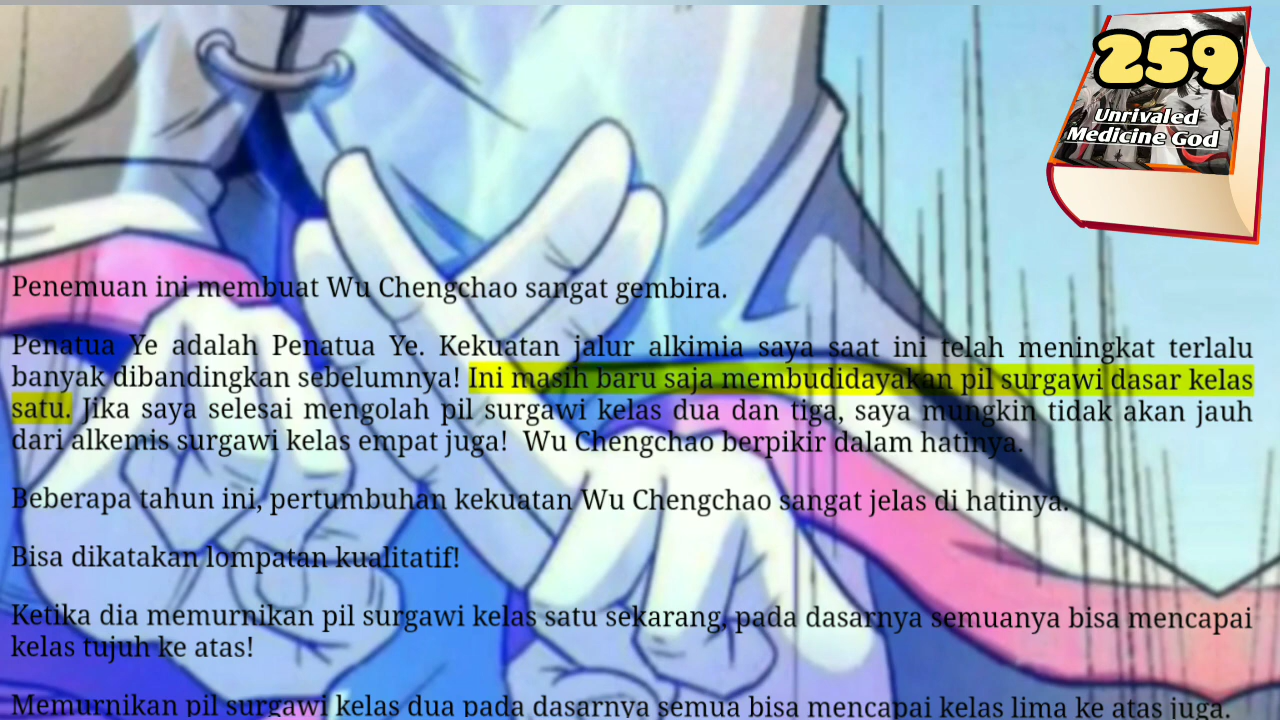 259
Unrivaled
Medicine God
Penemuan ini membuat Wu Chengchao sangat gembira.
Penatua Ye adalah Penatua Ye. Kekuatan jalur alkimia saya saat ini telah meningkat terlalu
banyak dibandingkan sebelumnya! Ini masih baru saja membudidayakan pil surgawi dasar kelas
satu. Jika saya selesai mengolah pil surgawi kelas dua dan tiga, saya mungkin tidak akan jauh
dari alkemis surgawi kelas empat juga! Wu Chengchao berpikir dalam hatinya.
Beberapa tahun ini, pertumbuhan kekuatan Wu Chengchao sangat jelas di hatinya.
Bisa dikatakan lompatan kualitatif!
Ketika dia memurnikan pil surgawi kelas satu sekarang, pada dasarnya semuanya bisa mencapai
kelas tujuh ke atas!
Memurnikan pil surgawi kelas dua pada dasarnya semua bisa mencapai kelas lima ke atas juga.